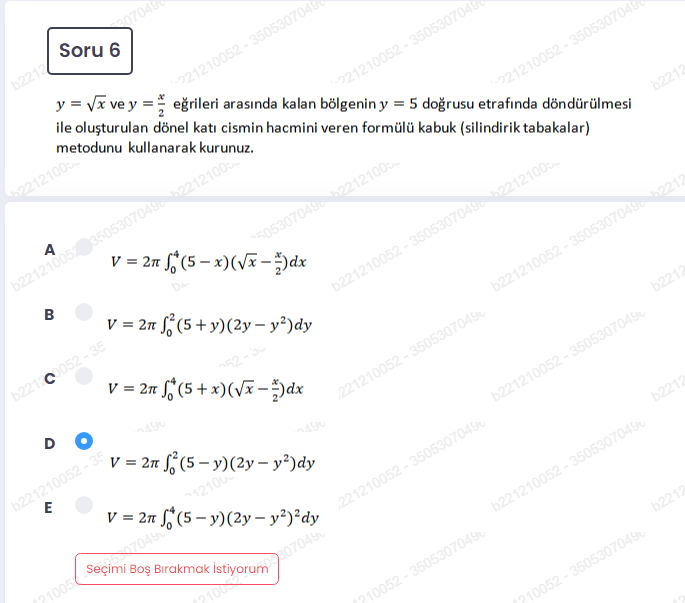 Soru 6
y = √x ve y = x/2 eğrileri arasında kalan bölgenin y = 5 doğrusu etrafında döndürülmesi
ile oluşturulan dönel katı cismin hacmini veren formülü kabuk (silindirik tabakalar)
metodunu kullanarak kurunuz.
A
V = 2π ∫₀⁴(5 − x)(√x − x/2)dx
B
V = 2π ∫₀²(5 + y)(2y − y²)dy
C
V = 2π ∫₀⁴(5 + x)(√x − x/2)dx
D
V = 2π ∫₀²(5 − y)(2y − y²)dy
E
V = 2π ∫₀⁴(5 − y)(2y − y²)²dy
Seçimi Boş Bırakmak İstiyorum